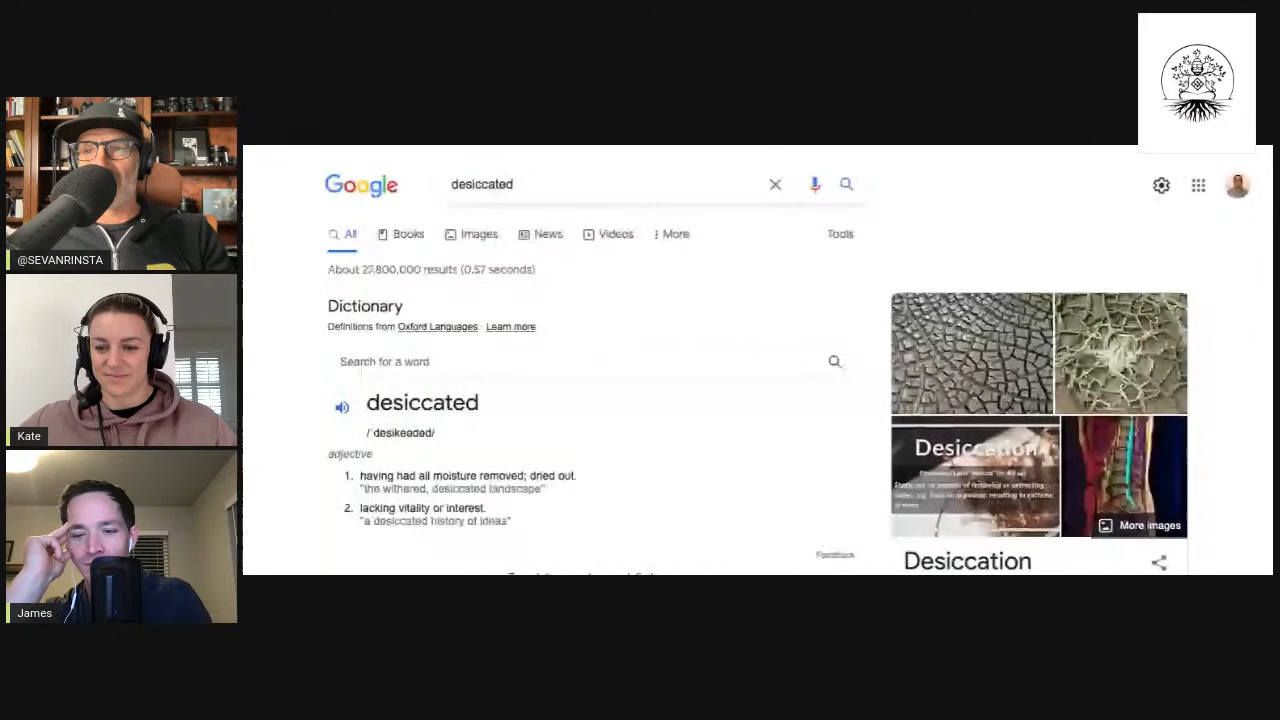 Google
desiccated
All Books Images News Videos More Tools
About 27,800,000 results (0.57 seconds)
Dictionary
Definitions from Oxford Languages · Learn more
Search for a word
desiccated
adjective
1. having had all moisture removed; dried out.
"the withered, desiccated landscape"
2. lacking vitality or interest.
"a desiccated history of ideas"
Feedback
Desiccation
More images
Desiccation
@SEVANRINSTA
Kate
James